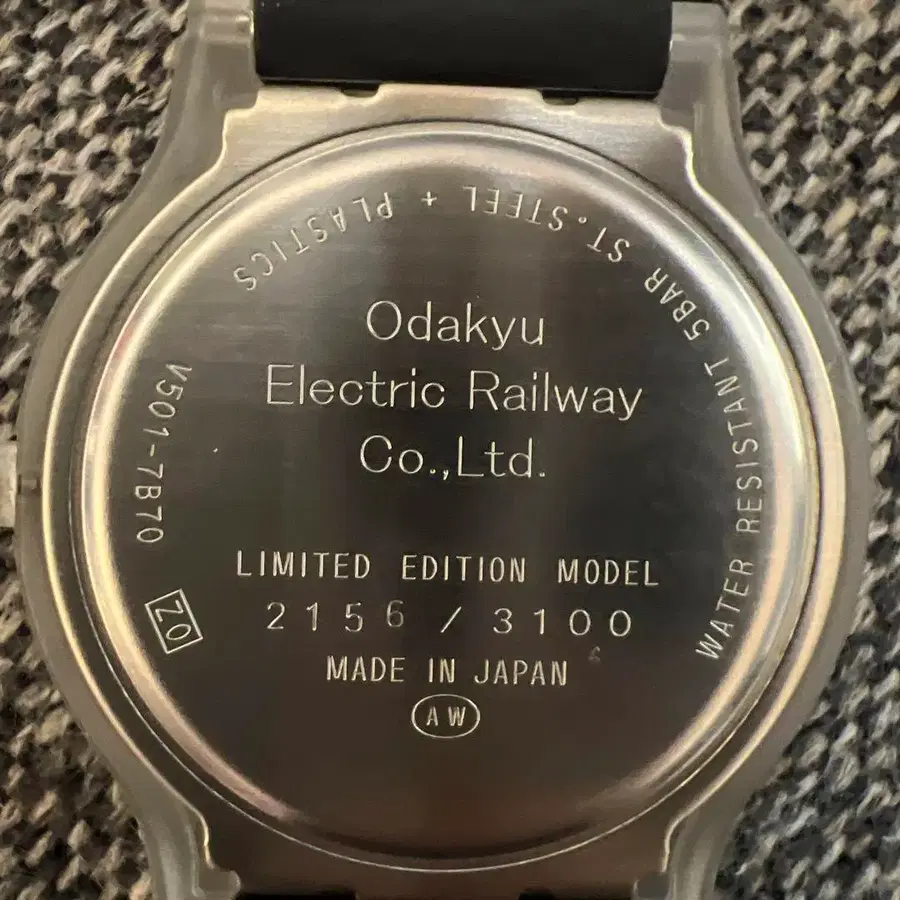 Odakyu
Electric Railway
Co.,Ltd.
LIMITED EDITION MODEL
2156 / 3100
MADE IN JAPAN
AW
WATER RESISTANT 5BAR ST.STEEL + PLASTICS
V501-7B70
ZO